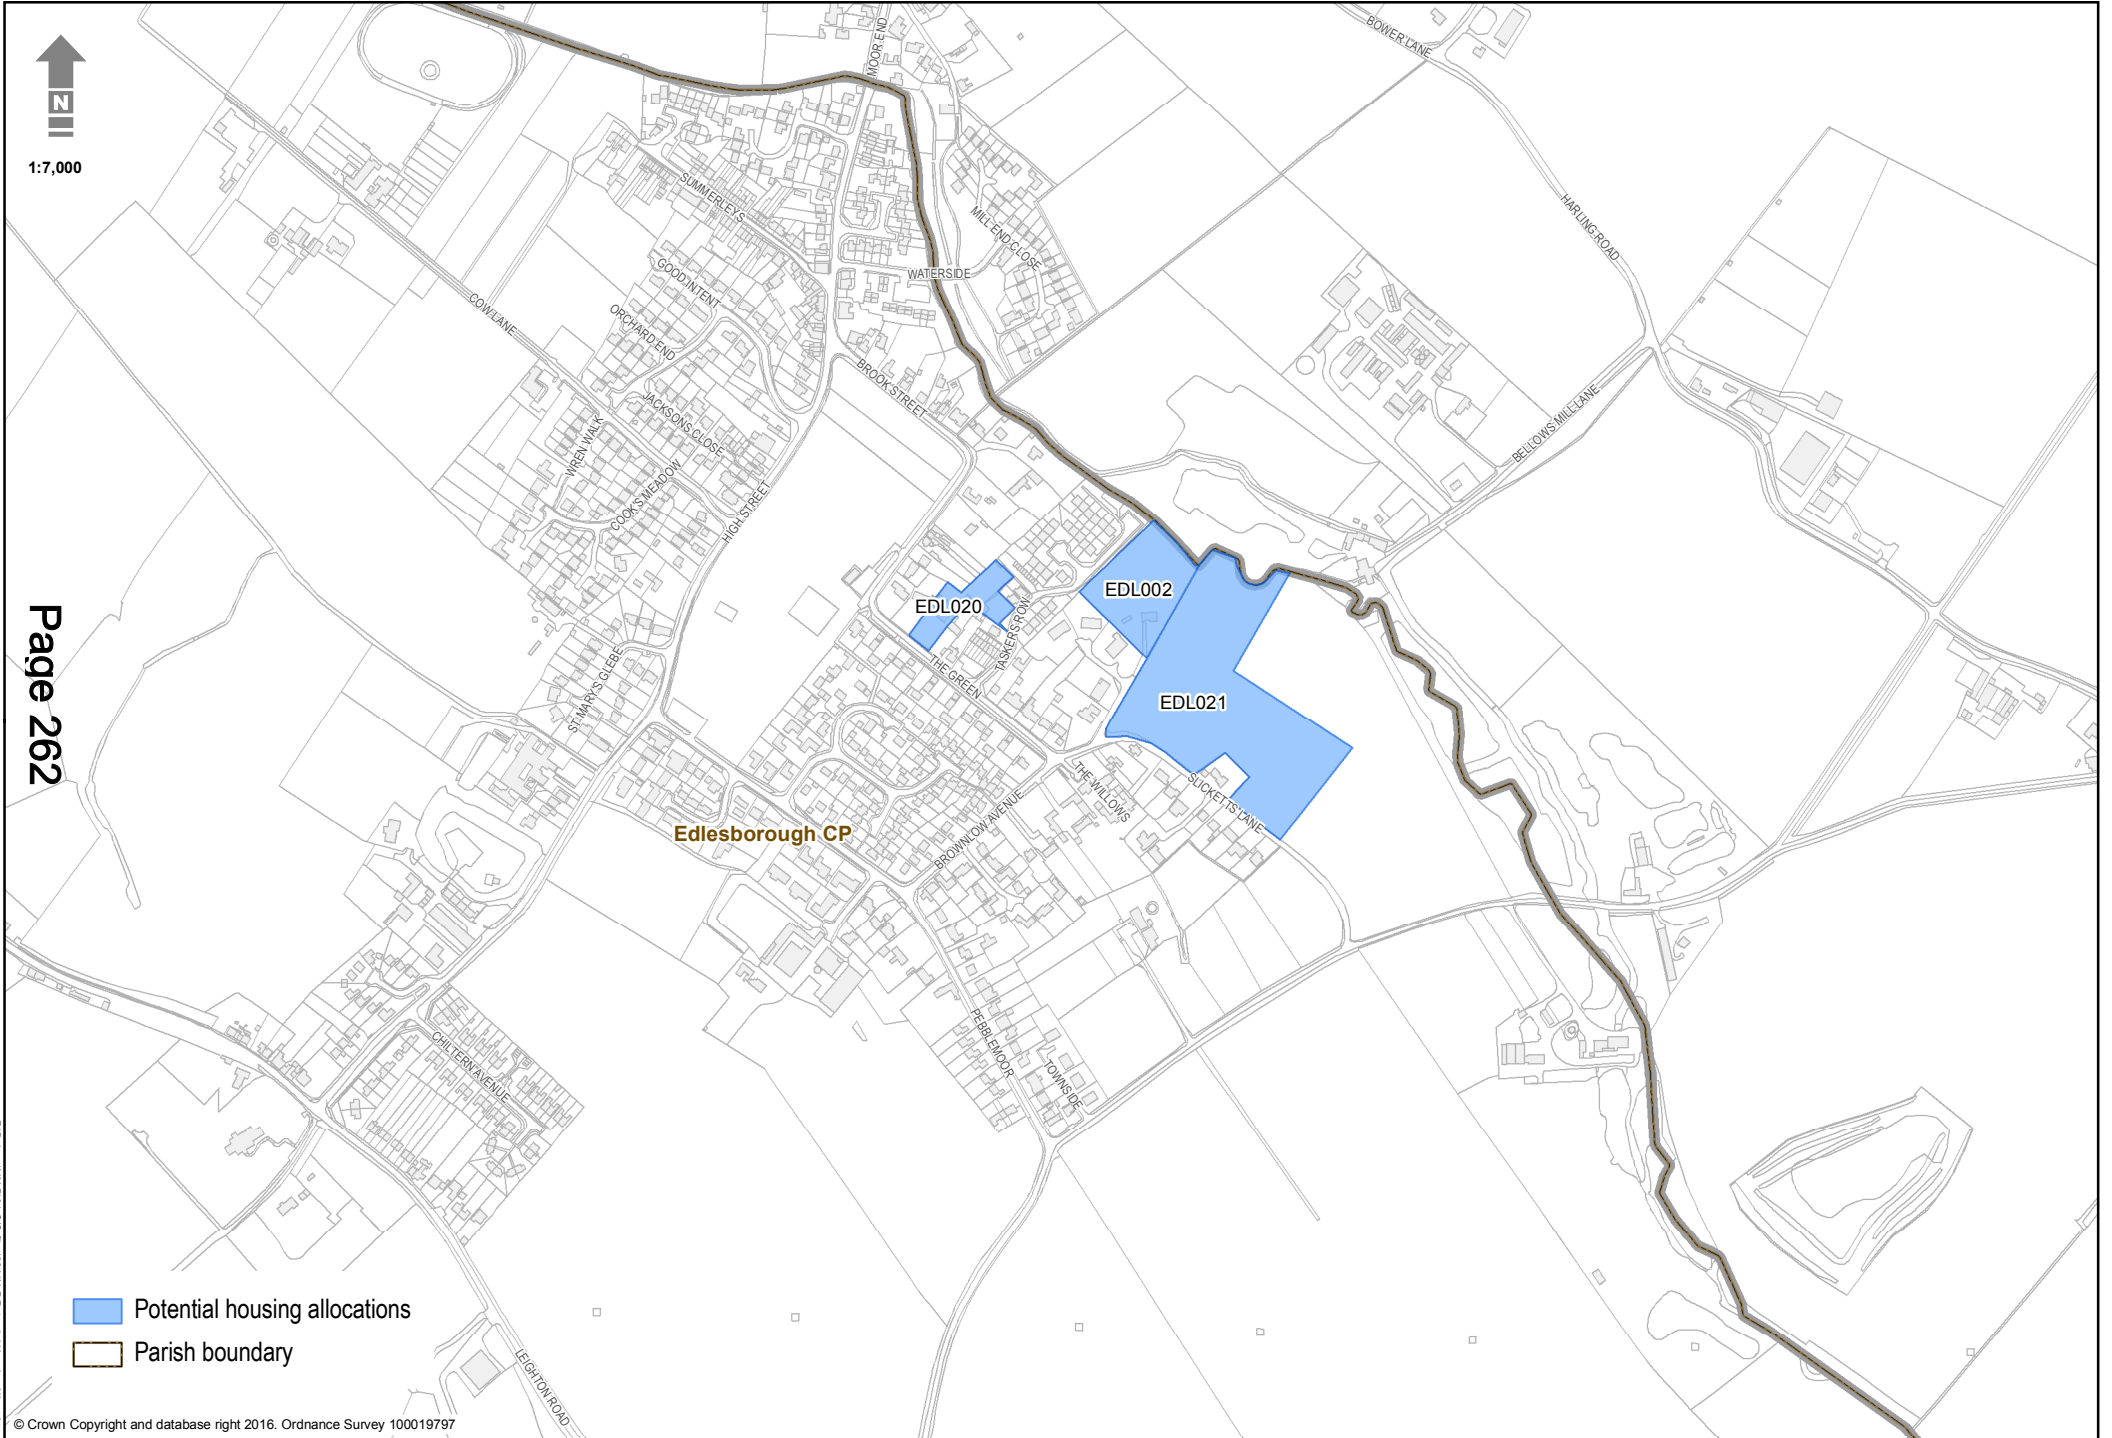 N
1:7,000
MOOR END
BOWER LANE
HARLING ROAD
SUMMERLEYS
MILL END CLOSE
WATERSIDE
GOOD INTENT
ORCHARD END
COW LANE
BROOK STREET
JACKSONS CLOSE
WREN WALK
COOK'S MEADOW
HIGH STREET
BELLOWS MILL LANE
EDL002
EDL020
TASKERS ROW
THE GREEN
EDL021
ST MARY'S GLEBE
SLICKETTS LANE
THE WILLOWS
BROWNLOW AVENUE
Edlesborough CP
PEBBLEMOOR
TOWNSIDE
CHILTERN AVENUE
LEIGHTON ROAD
Page 262
Potential housing allocations
Parish boundary
© Crown Copyright and database right 2016. Ordnance Survey 100019797